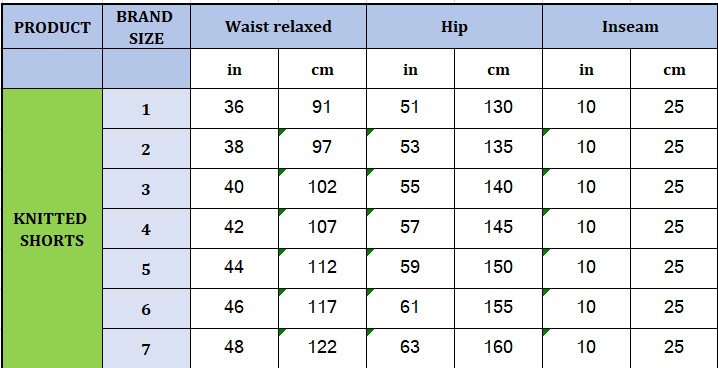 PRODUCT BRAND SIZE Waist relaxed Hip Inseam
in cm in cm in cm
KNITTED SHORTS
1 36 91 51 130 10 25
2 38 97 53 135 10 25
3 40 102 55 140 10 25
4 42 107 57 145 10 25
5 44 112 59 150 10 25
6 46 117 61 155 10 25
7 48 122 63 160 10 25